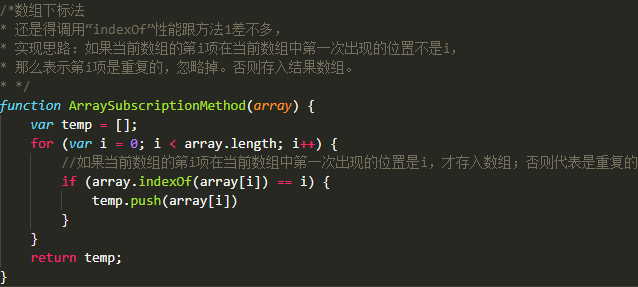 /*数组下标法
* 还是得调用“indexOf”性能跟方法1差不多，
* 实现思路：如果当前数组的第i项在当前数组中第一次出现的位置不是i，
* 那么表示第i项是重复的，忽略掉。否则存入结果数组。
* */
function ArraySubscriptionMethod(array) {
    var temp = [];
    for (var i = 0; i < array.length; i++) {
        //如果当前数组的第i项在当前数组中第一次出现的位置是i，才存入数组；否则代表是重复的
        if (array.indexOf(array[i]) == i) {
            temp.push(array[i])
        }
    }
    return temp;
}